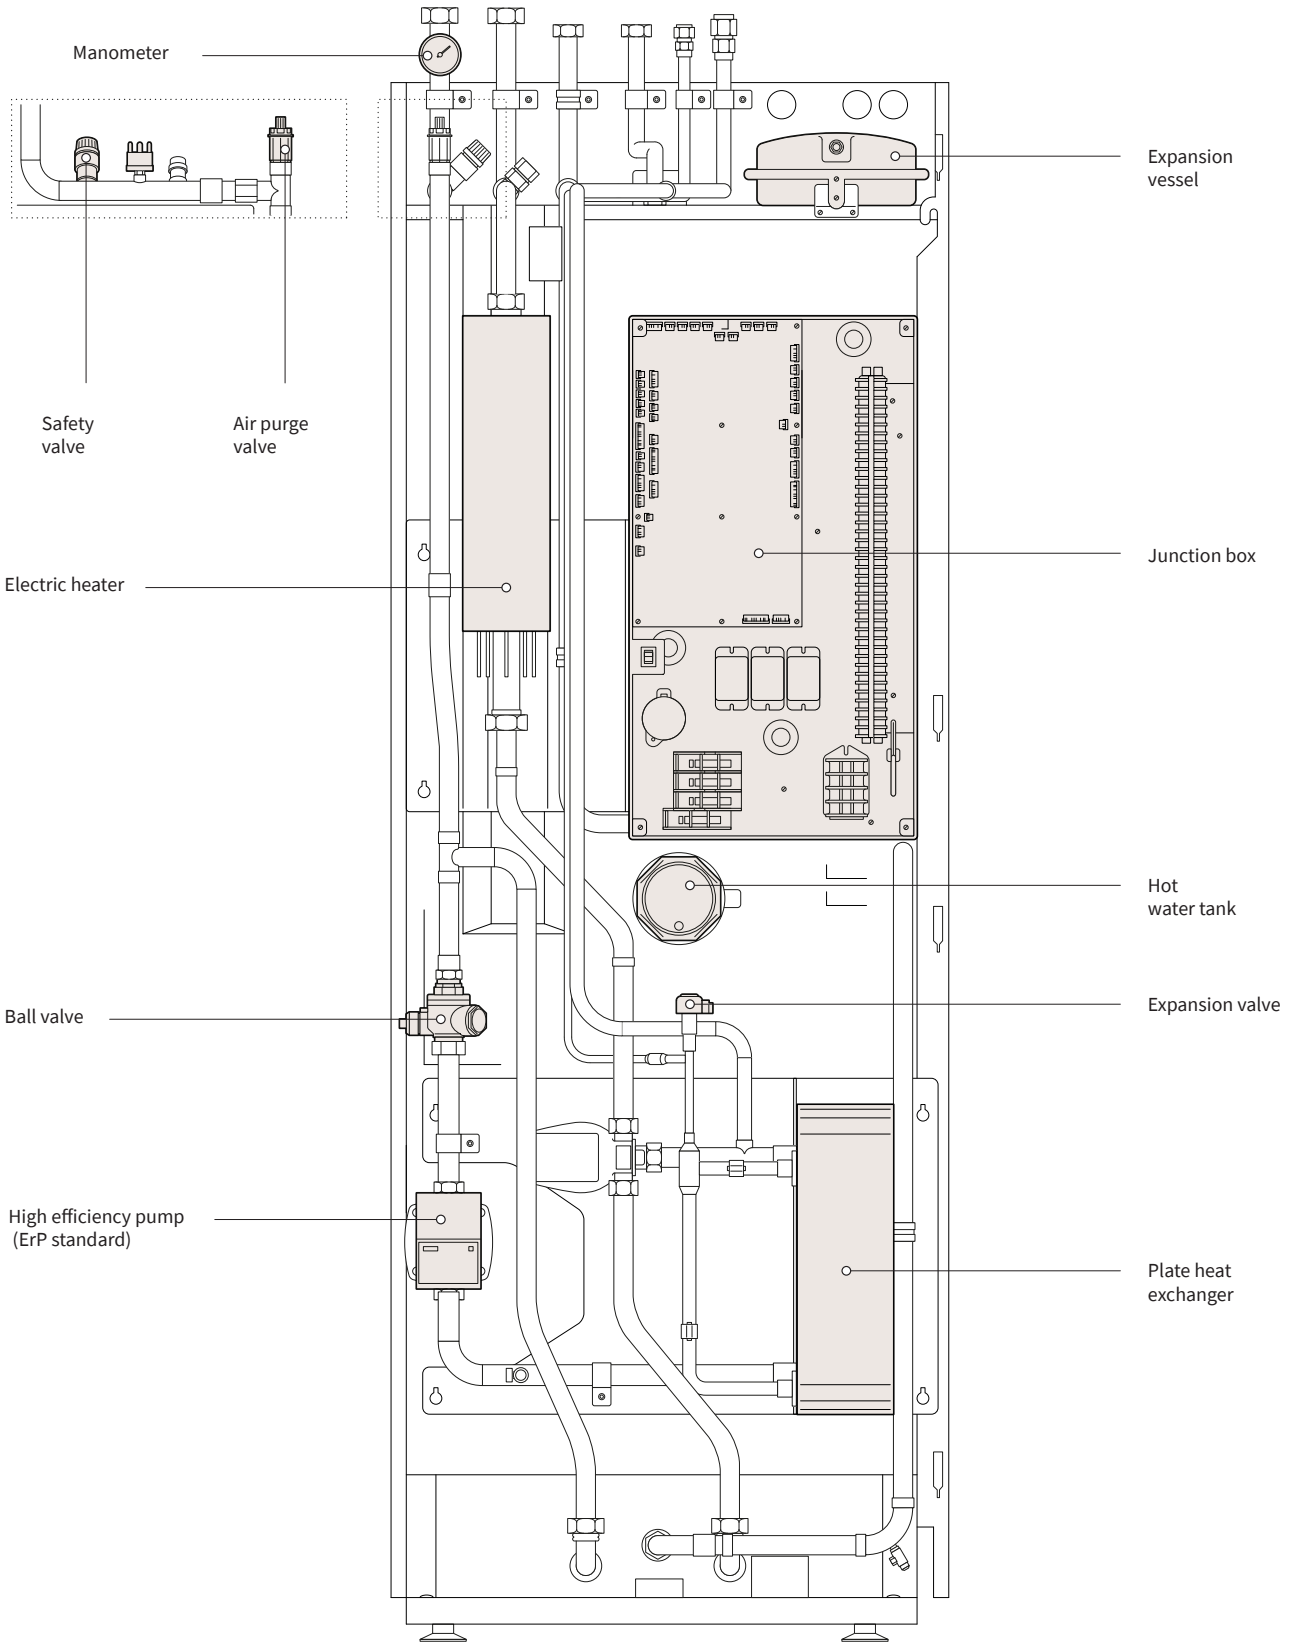 Manometer
Expansion
vessel
Safety
valve
Air purge
valve
Junction box
Electric heater
Hot
water tank
Expansion valve
Ball valve
High efficiency pump
(ErP standard)
Plate heat
exchanger